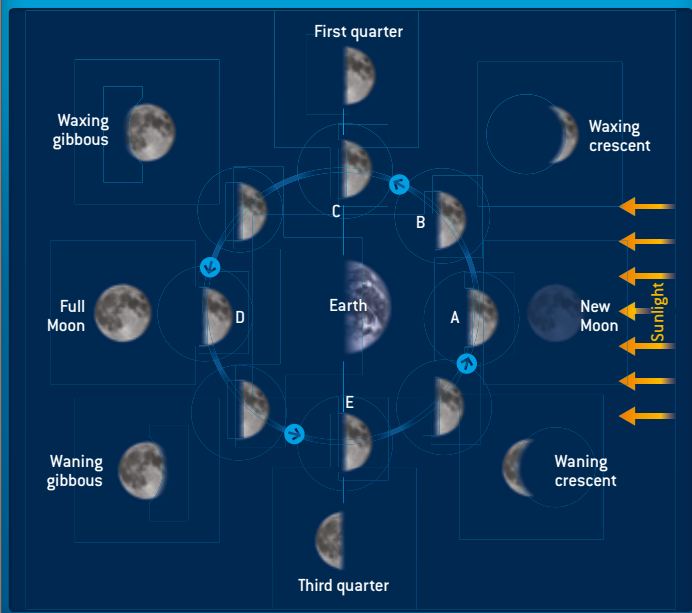 First quarter
Waxing
gibbous
Waxing
crescent
C
B
Full
Moon
D
Earth
A
New
Moon
Sunlight
E
Waning
gibbous
Waning
crescent
Third quarter